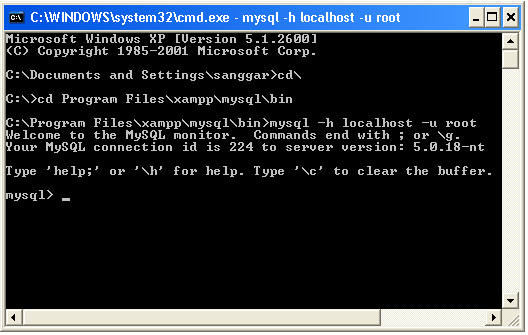 C:\WINDOWS\system32\cmd.exe - mysql -h localhost -u root
Microsoft Windows XP [Version 5.1.2600]
(C) Copyright 1985-2001 Microsoft Corp.
C:\Documents and Settings\sanggar>cd\
C:\>cd Program Files\xampp\mysql\bin
C:\Program Files\xampp\mysql\bin>mysql -h localhost -u root
Welcome to the MySQL monitor.  Commands end with ; or \g.
Your MySQL connection id is 224 to server version: 5.0.18-nt
Type 'help;' or '\h' for help. Type '\c' to clear the buffer.
mysql> _